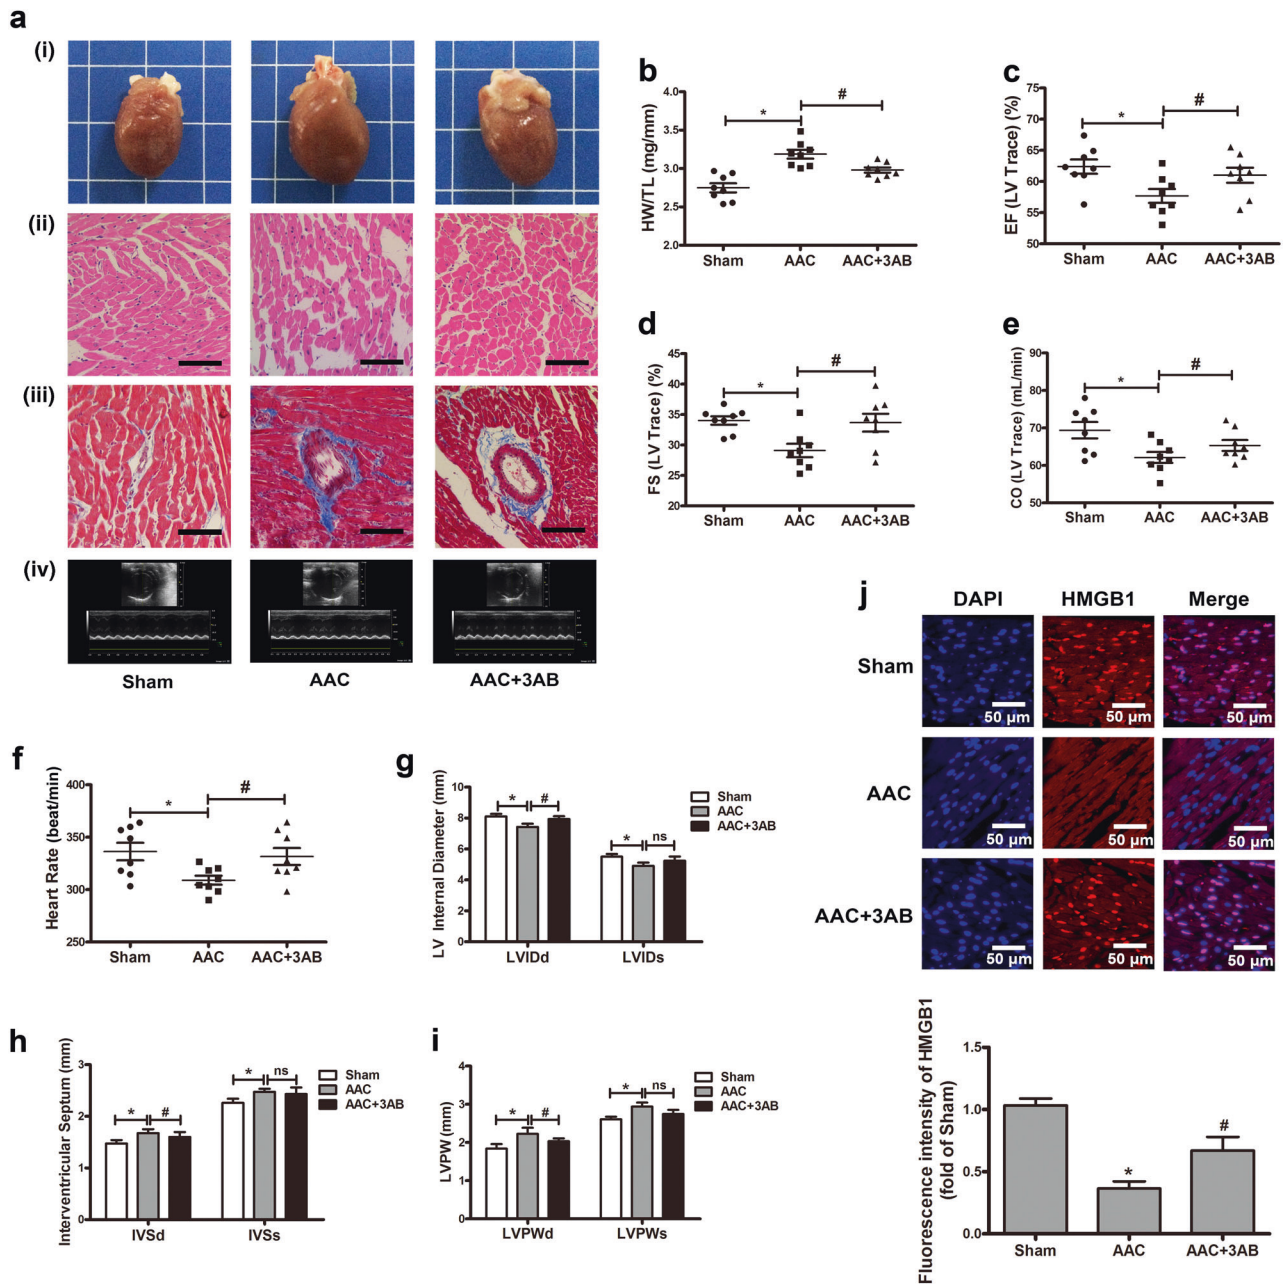 a
(i)
(ii)
(iii)
(iv)
Sham AAC AAC+3AB
b
HW/TL (mg/mm)
4.0
3.5
3.0
2.5
2.0
* #
Sham AAC AAC+3AB
c
EF (LV Trace) (%)
75
70
65
60
55
50
* #
Sham AAC AAC+3AB
d
FS (LV Trace) (%)
45
40
35
30
25
20
* #
Sham AAC AAC+3AB
e
CO (LV Trace) (mL/min)
90
80
70
60
50
* #
Sham AAC AAC+3AB
f
Heart Rate (beat/min)
400
350
300
250
* #
Sham AAC AAC+3AB
g
LV Internal Diameter (mm)
10
8
6
4
2
0
* #
* ns
LVIDd LVIDs
Sham
AAC
AAC+3AB
h
Interventricular Septum (mm)
3
2
1
0
* #
* ns
IVSd IVSs
Sham
AAC
AAC+3AB
i
LVPW (mm)
4
3
2
1
0
* #
* ns
LVPWd LVPWs
Sham
AAC
AAC+3AB
j
DAPI HMGB1 Merge
Sham
50 µm 50 µm 50 µm
AAC
50 µm 50 µm 50 µm
AAC+3AB
50 µm 50 µm 50 µm
Fluorescence intensity of HMGB1
(fold of Sham)
1.5
1.0
0.5
0.0
* #
Sham AAC AAC+3AB